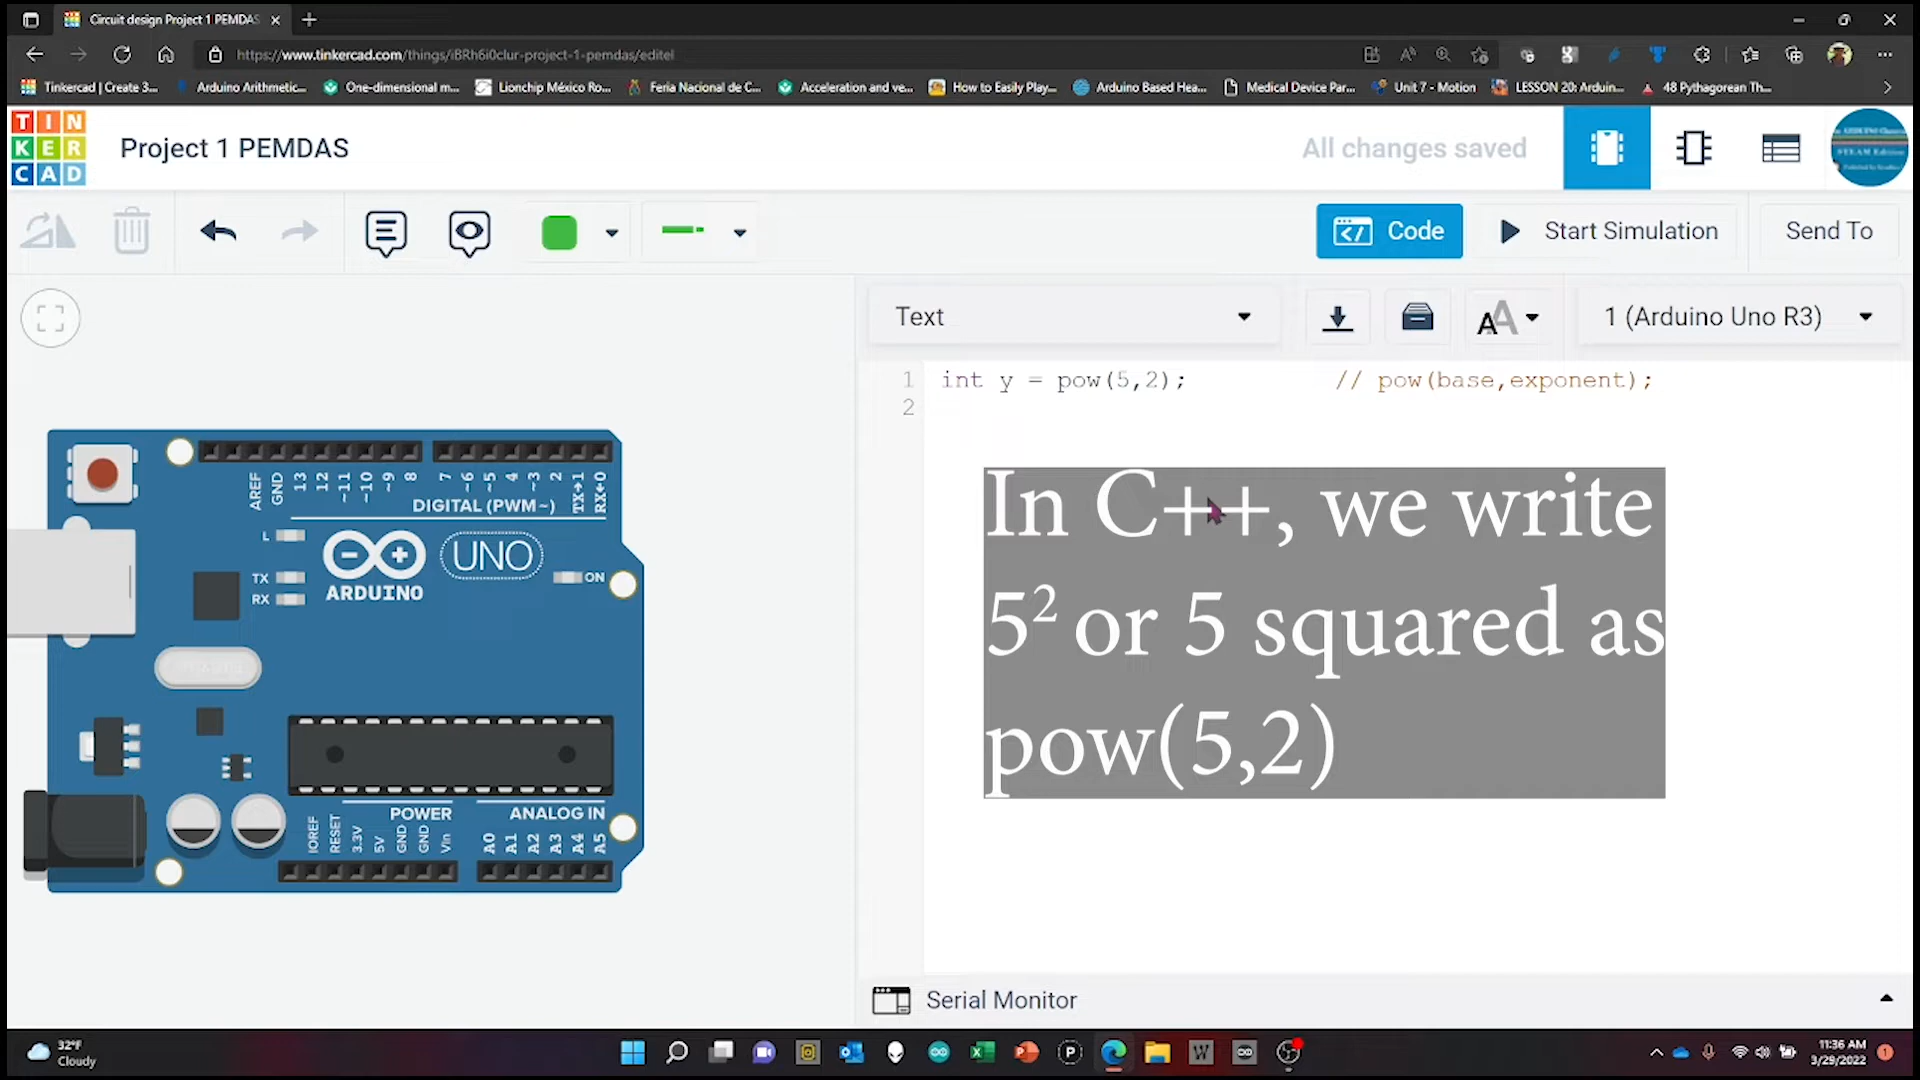 Circuit design Project 1 PEMDAS
https://www.tinkercad.com/things/iBRh6i0clur-project-1-pemdas/editel
Tinkercad | Create 3... Arduino Arithmetic... One-dimensional m... Lionchip México Ro... Feria Nacional de C... Acceleration and ve... How to Easily Play... Arduino Based Hea... Medical Device Par... Unit 7 - Motion LESSON 20: Arduin... 48 Pythagorean Th...
TIN
KER
CAD
Project 1 PEMDAS
All changes saved
Code
Start Simulation
Send To
Text
1 (Arduino Uno R3)
1 int y = pow(5,2); // pow(base,exponent);
2
In C++, we write
5² or 5 squared as
pow(5,2)
AREF GND 13 12 ~11 ~10 ~9 8 7 ~6 ~5 4 ~3 2 TX→1 RX←0
DIGITAL (PWM~)
L
TX
RX
ARDUINO
UNO
ON
POWER
ANALOG IN
IOREF RESET 3.3V 5V GND GND Vin A0 A1 A2 A3 A4 A5
Serial Monitor
32°F
Cloudy
11:36 AM
3/29/2022
1